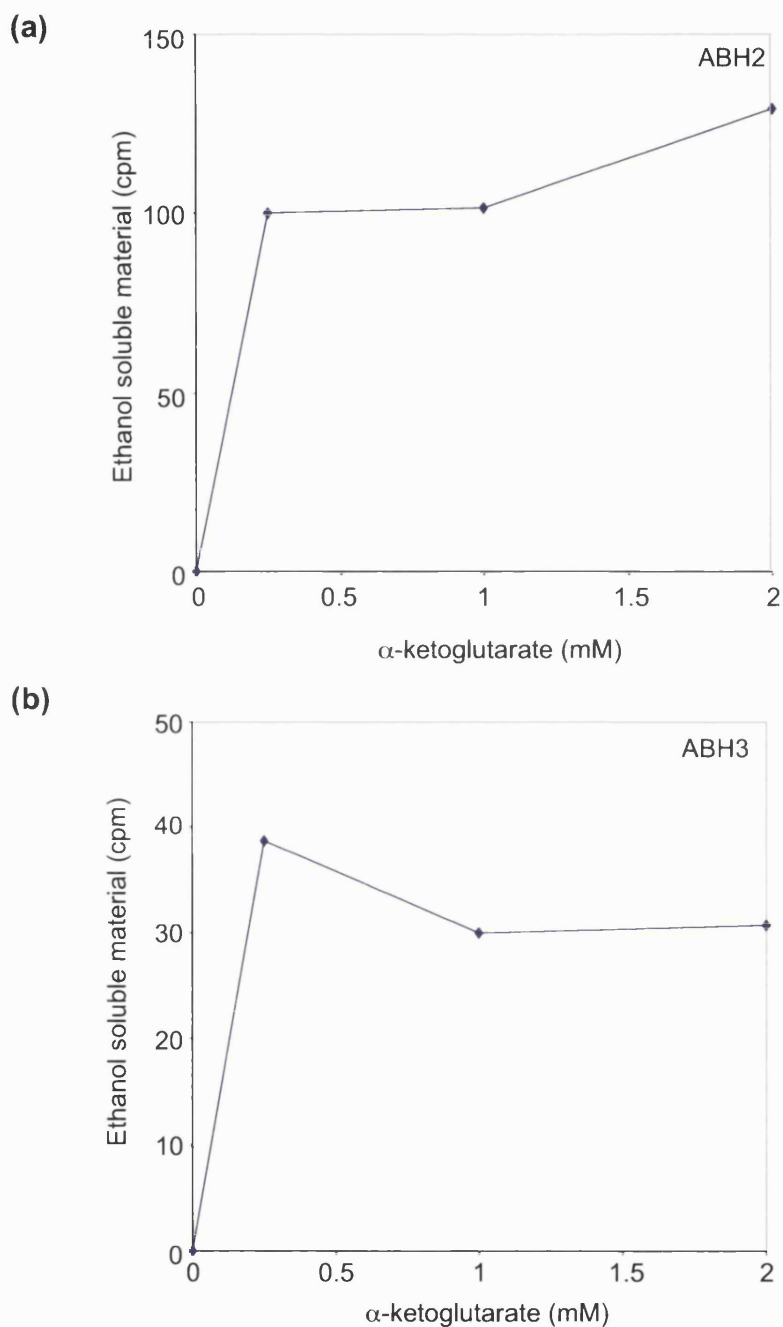 (a)
150
ABH2
100
50
0
Ethanol soluble material (cpm)
0 0.5 1 1.5 2
α-ketoglutarate (mM)
(b)
50
ABH3
40
30
20
10
0
Ethanol soluble material (cpm)
0 0.5 1 1.5 2
α-ketoglutarate (mM)